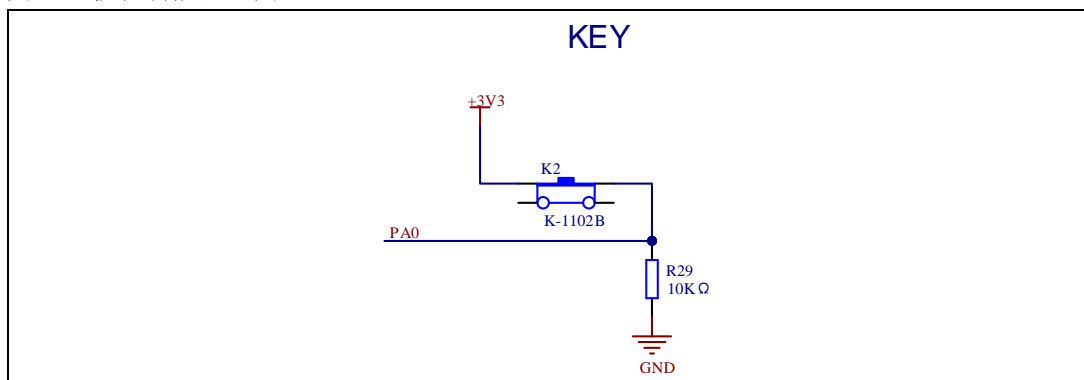 KEY
+3V3
K2
K-1102B
PA0
R29
10KΩ
GND